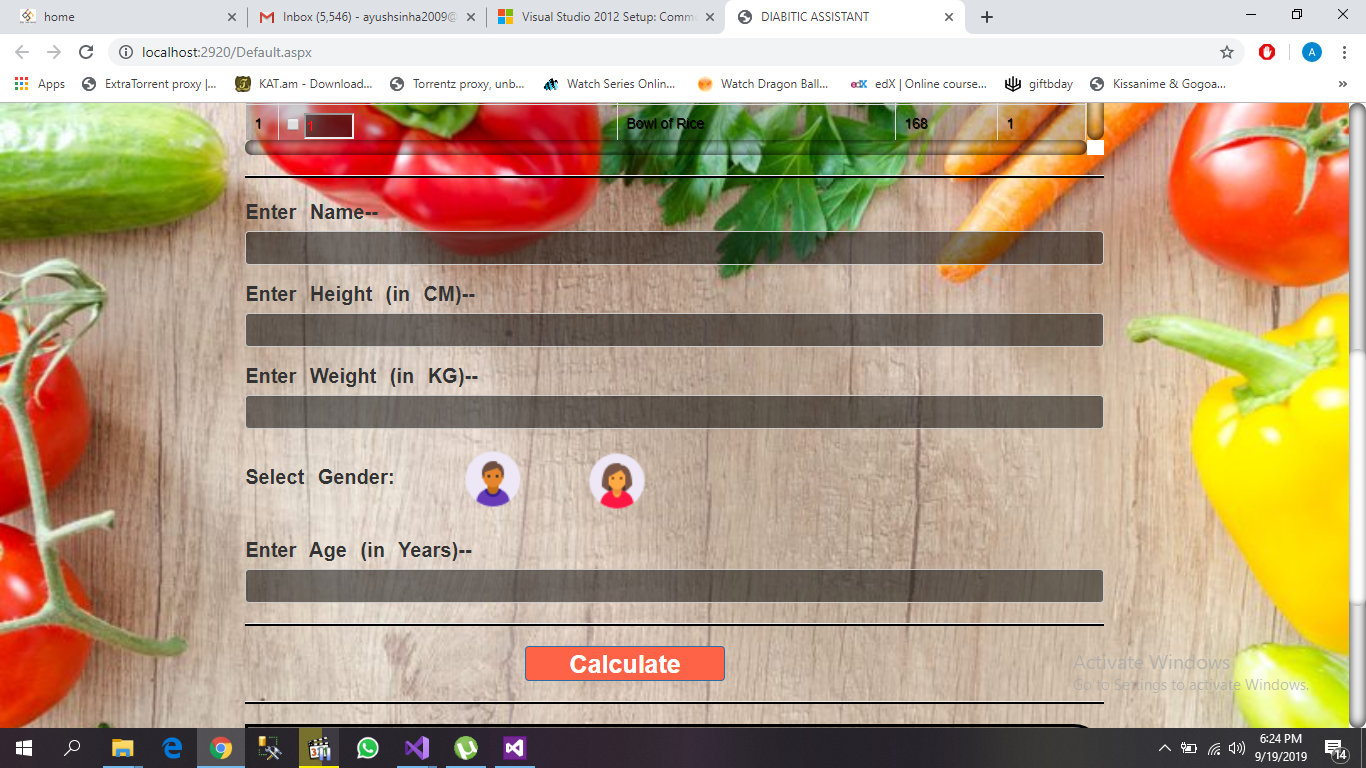 home
Inbox (5,546) - ayushsinha2009@
Visual Studio 2012 Setup: Comm
DIABITIC ASSISTANT
localhost:2920/Default.aspx
A
Apps
ExtraTorrent proxy |...
KAT.am - Download...
Torrentz proxy, unb...
Watch Series Onlin...
Watch Dragon Ball...
edX | Online course...
giftbday
Kissanime & Gogoa...
»
1 1 Bowl of Rice 168 1
Enter Name--
Enter Height (in CM)--
Enter Weight (in KG)--
Select Gender:
Enter Age (in Years)--
Calculate
Activate Windows
Go to Settings to activate Windows.
6:24 PM
9/19/2019
14